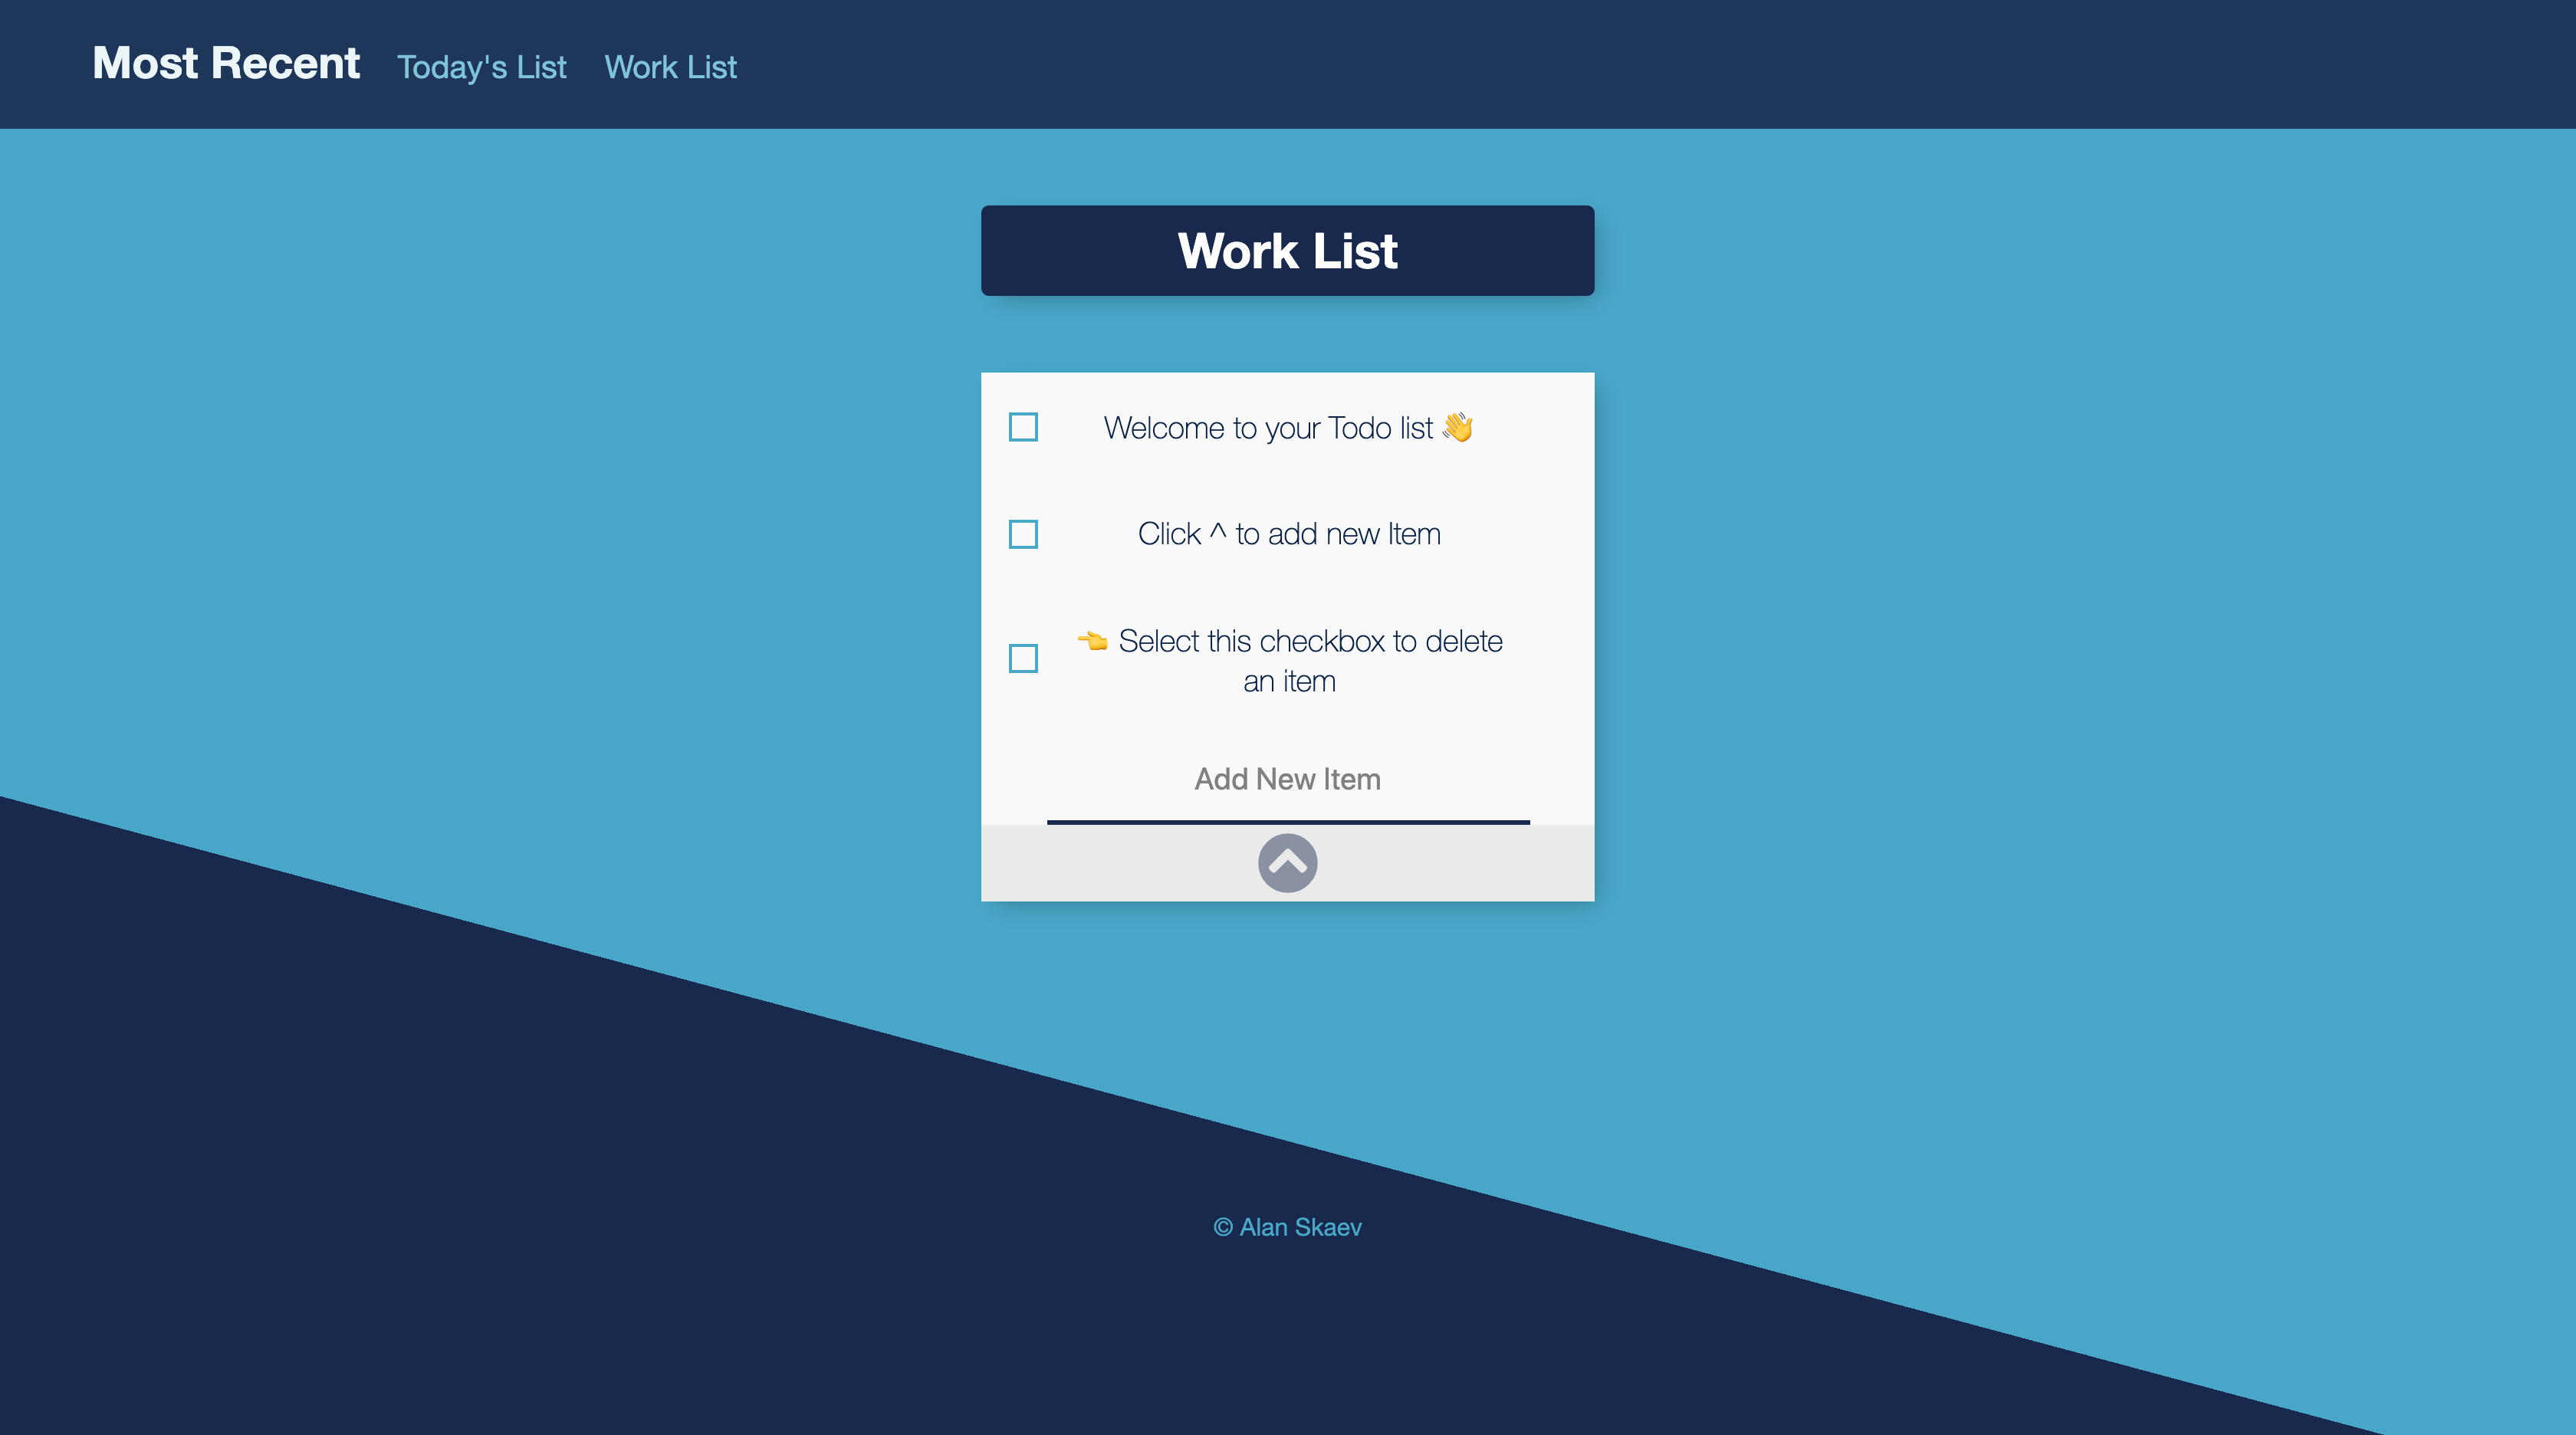 Most Recent Today's List Work List
Work List
Welcome to your Todo list 👋
Click ^ to add new Item
👈 Select this checkbox to delete
an item
Add New Item
© Alan Skaev